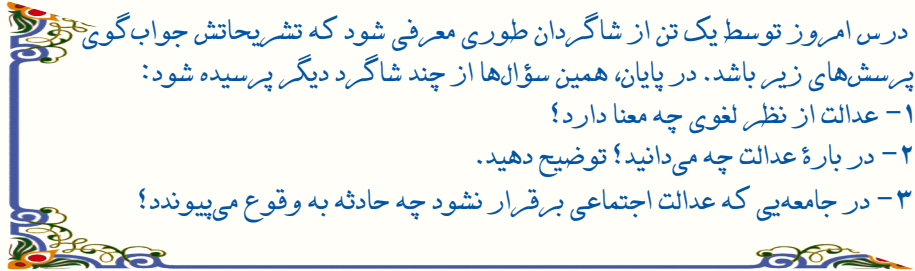 درس امروز توسط یک تن از شاگردان طوری معرفی شود که تشریحاتش جواب‌گوی
پرسش‌های زیر باشد. در پایان، همین سؤال‌ها از چند شاگرد دیگر پرسیده شود:
۱- عدالت از نظر لغوی چه معنا دارد؟
۲- در بارۀ عدالت چه می‌دانید؟ توضیح دهید.
۳- در جامعه‌یی که عدالت اجتماعی برقرار نشود چه حادثه به وقوع می‌پیوندد؟